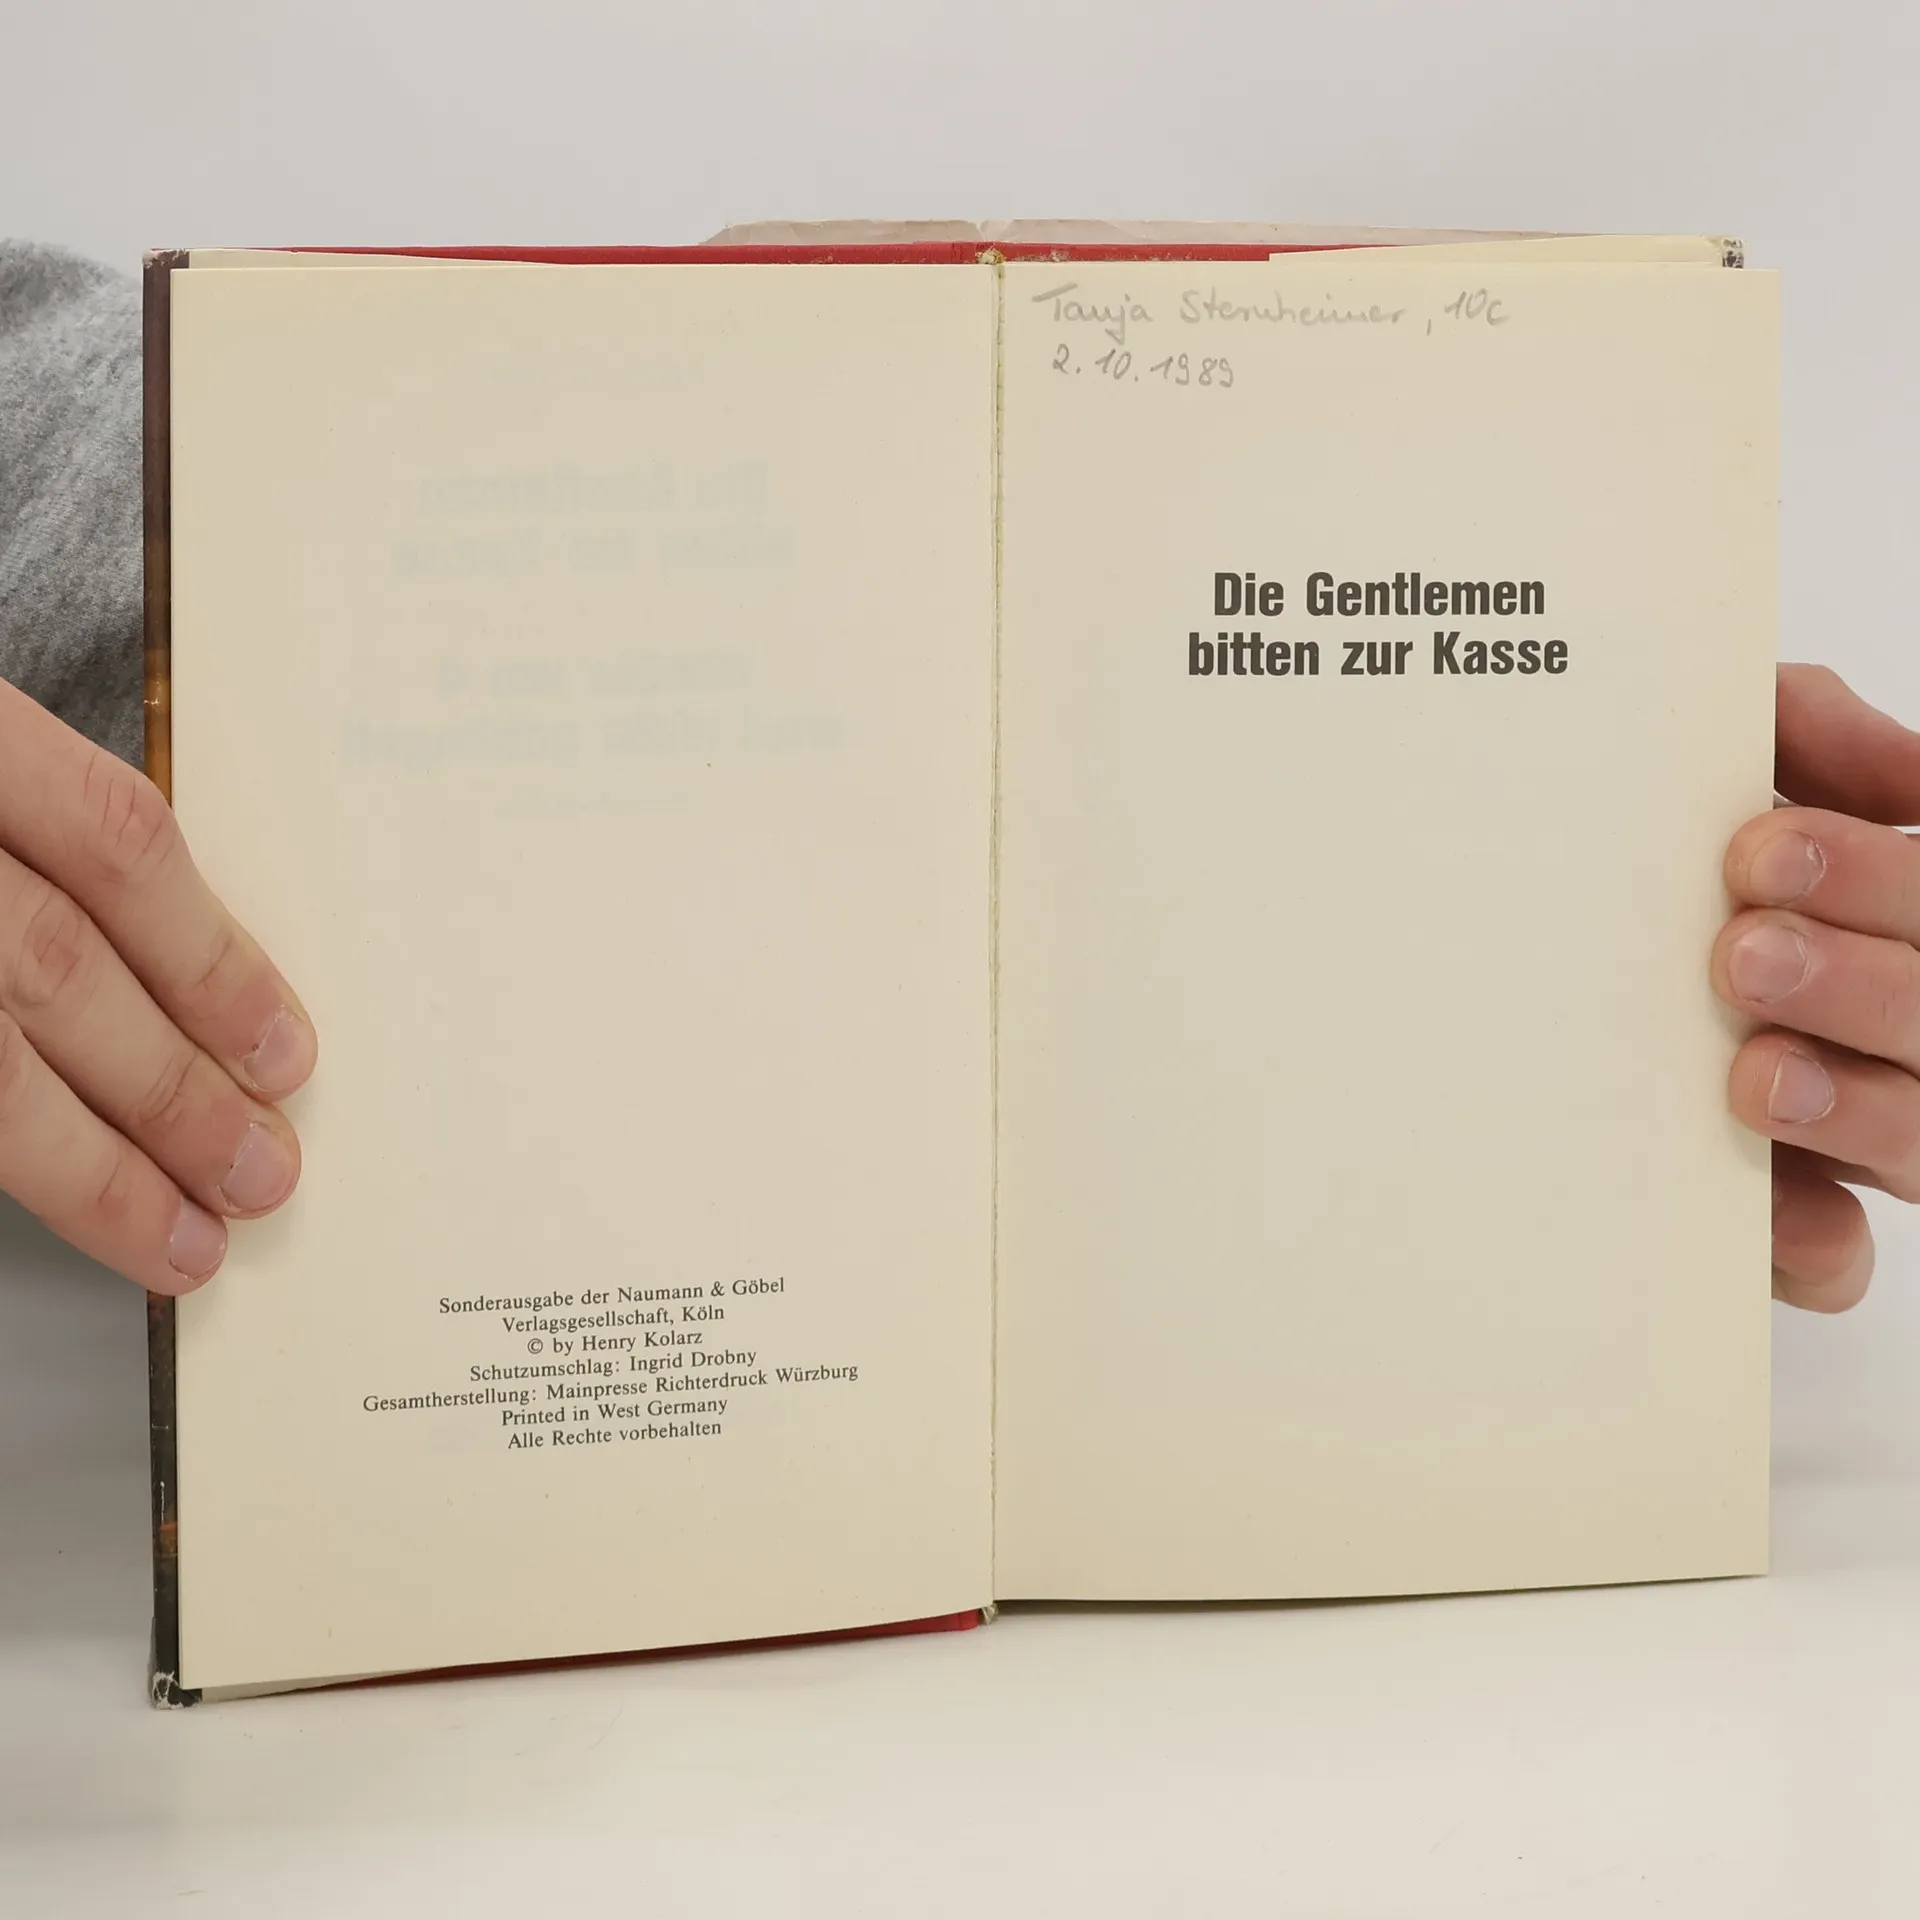 Sonderausgabe der Naumann & Göbel
Verlagsgesellschaft, Köln
© by Henry Kolarz
Schutzumschlag: Ingrid Drobny
Gesamtherstellung: Mainpresse Richterdruck Würzburg
Printed in West Germany
Alle Rechte vorbehalten
Tanja Sternheimer, 10c
2.10.1989
Die Gentlemen
bitten zur Kasse